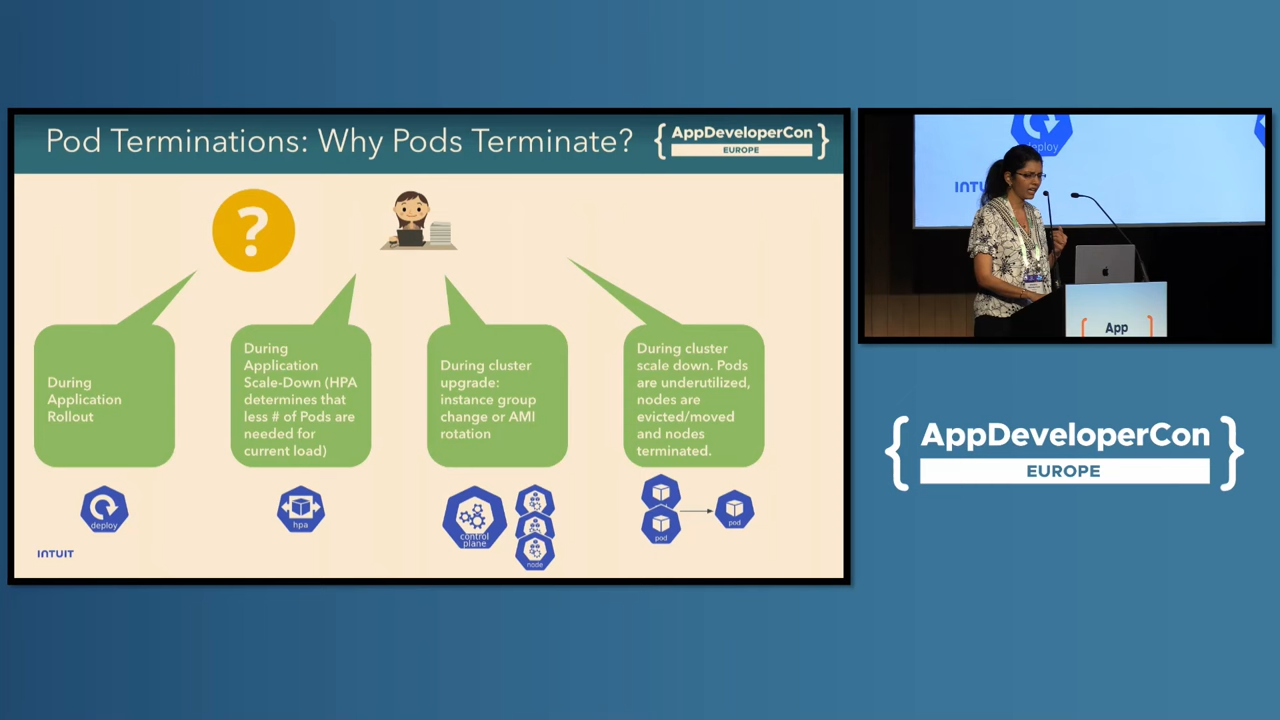 Pod Terminations: Why Pods Terminate?
{ AppDeveloperCon }
EUROPE
?
During
Application
Rollout
During
Application
Scale-Down (HPA
determines that
less # of Pods are
needed for
current load)
During cluster
upgrade:
instance group
change or AMI
rotation
During cluster
scale down. Pods
are underutilized,
nodes are
evicted/moved
and nodes
terminated.
deploy
hpa
control
plane
node
pod
pod
INTUIT
deploy
INTU
[ App ]
{ AppDeveloperCon }
EUROPE